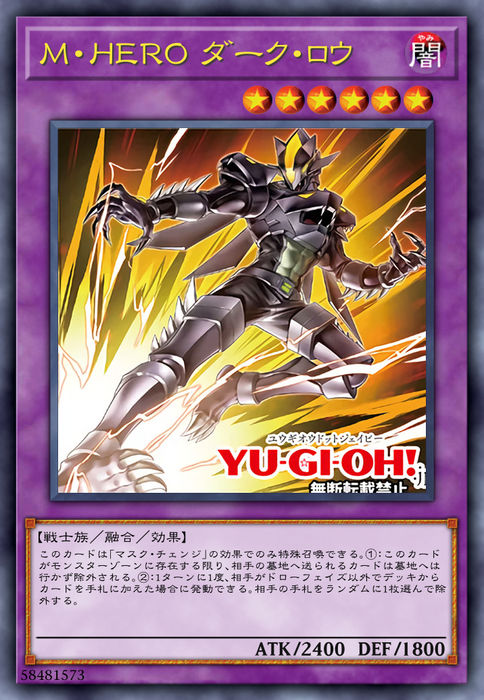 M・HERO ダーク・ロウ
やみ
闇
ユウギオウドットジェイピー
YU-GI-OH!
無断転載禁止
【戦士族／融合／効果】
このカードは「マスク・チェンジ」の効果でのみ特殊召喚できる。①:このカード
がモンスターゾーンに存在する限り、相手の墓地へ送られるカードは墓地へは
行かず除外される。②:1ターンに1度、相手がドローフェイズ以外でデッキから
カードを手札に加えた場合に発動できる。相手の手札をランダムに1枚選んで除
外する。
ATK/2400 DEF/1800
58481573